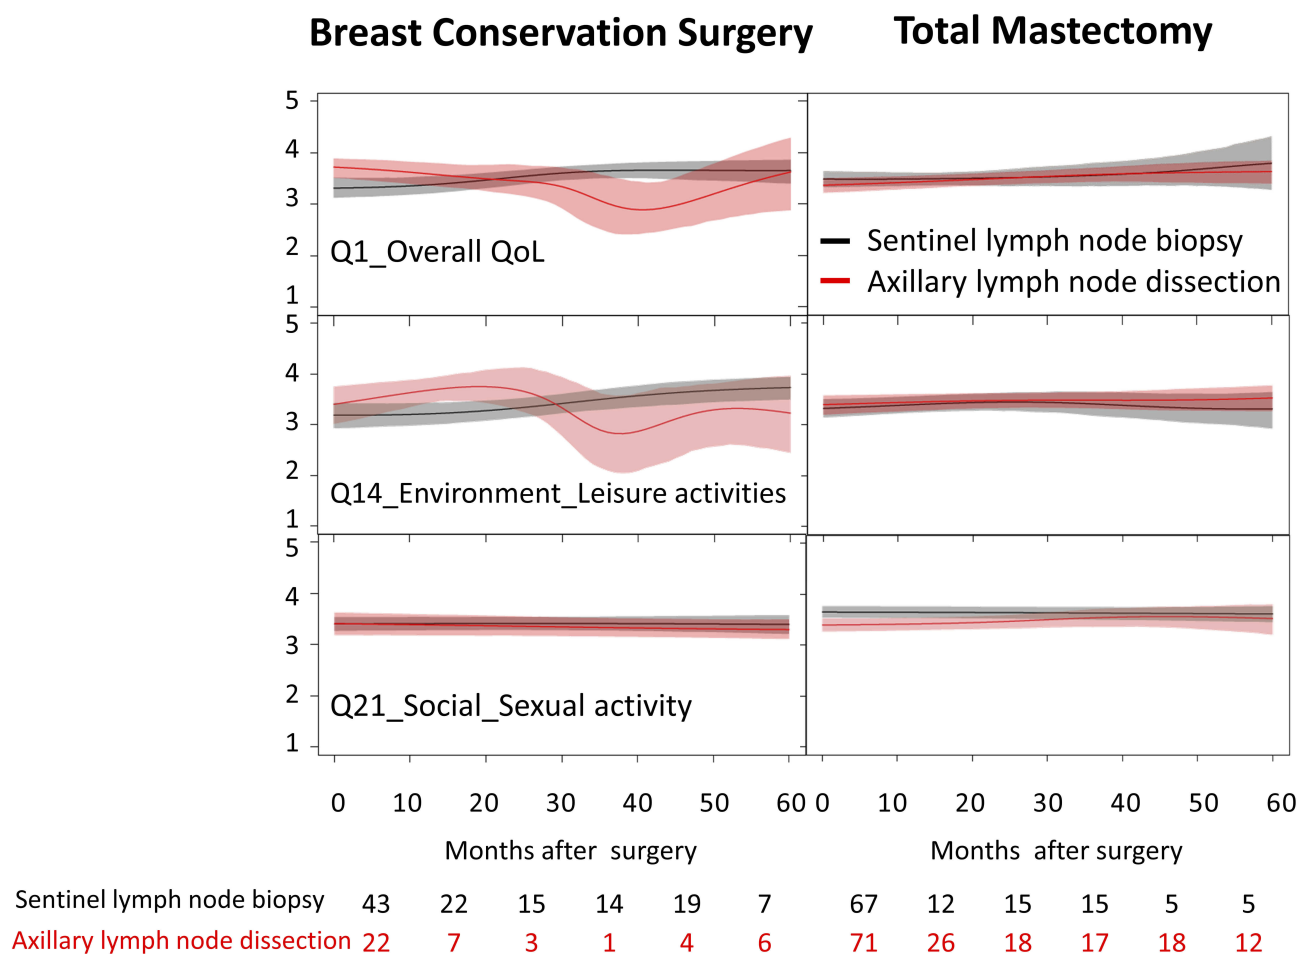 Breast Conservation Surgery Total Mastectomy
5
4
3
2
1
Q1_Overall QoL
Sentinel lymph node biopsy
Axillary lymph node dissection
5
4
3
2
1
Q14_Environment_Leisure activities
5
4
3
2
1
Q21_Social_Sexual activity
0 10 20 30 40 50 60 0 10 20 30 40 50 60
Months after surgery Months after surgery
Sentinel lymph node biopsy 43 22 15 14 19 7 67 12 15 15 5 5
Axillary lymph node dissection 22 7 3 1 4 6 71 26 18 17 18 12